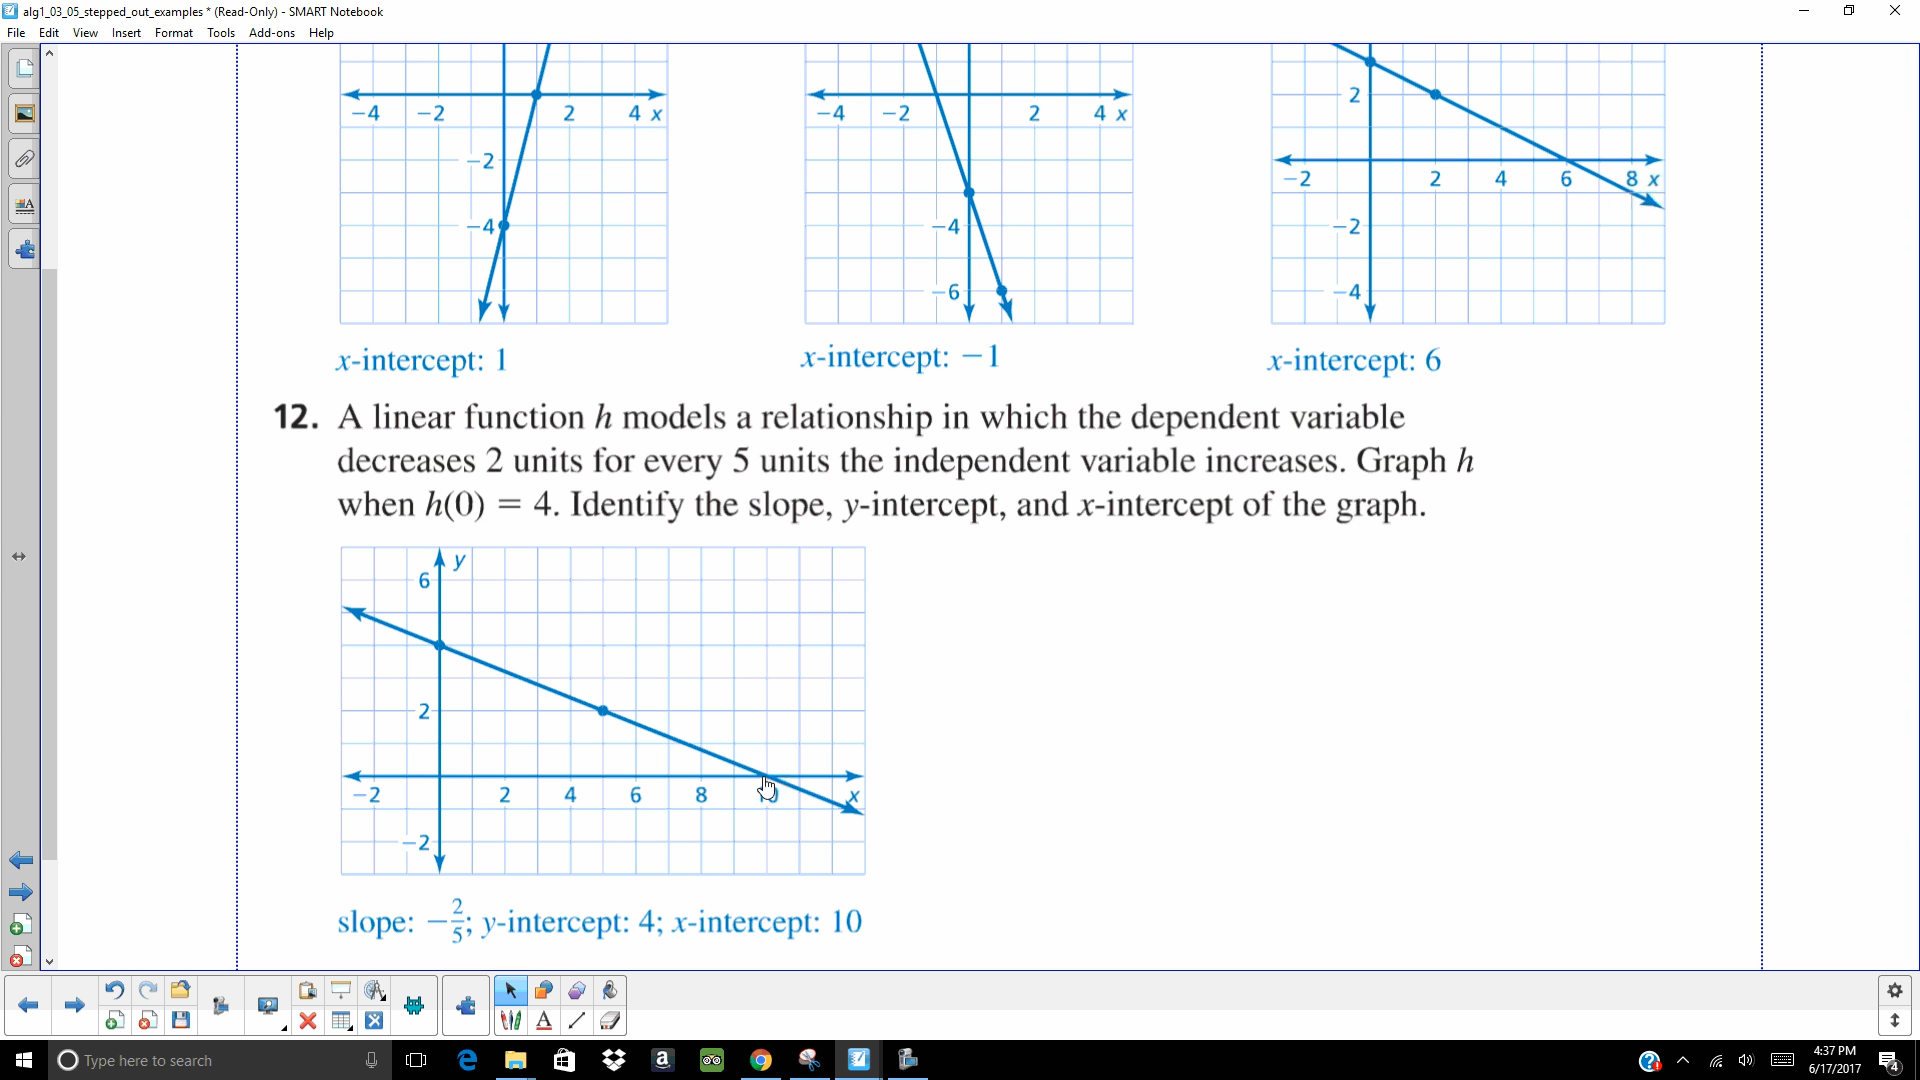 alg1_03_05_stepped_out_examples * (Read-Only) - SMART Notebook
File Edit View Insert Format Tools Add-ons Help
−4 −2 2 4 x
−2
−4
−4 −2 2 4 x
−4
−6
2
−2 2 4 6 8 x
−2
−4
x-intercept: 1
x-intercept: −1
x-intercept: 6
12. A linear function h models a relationship in which the dependent variable
decreases 2 units for every 5 units the independent variable increases. Graph h
when h(0) = 4. Identify the slope, y-intercept, and x-intercept of the graph.
y
6
2
−2 2 4 6 8 x
−2
slope: −2/5; y-intercept: 4; x-intercept: 10
Type here to search
4:37 PM
6/17/2017
4